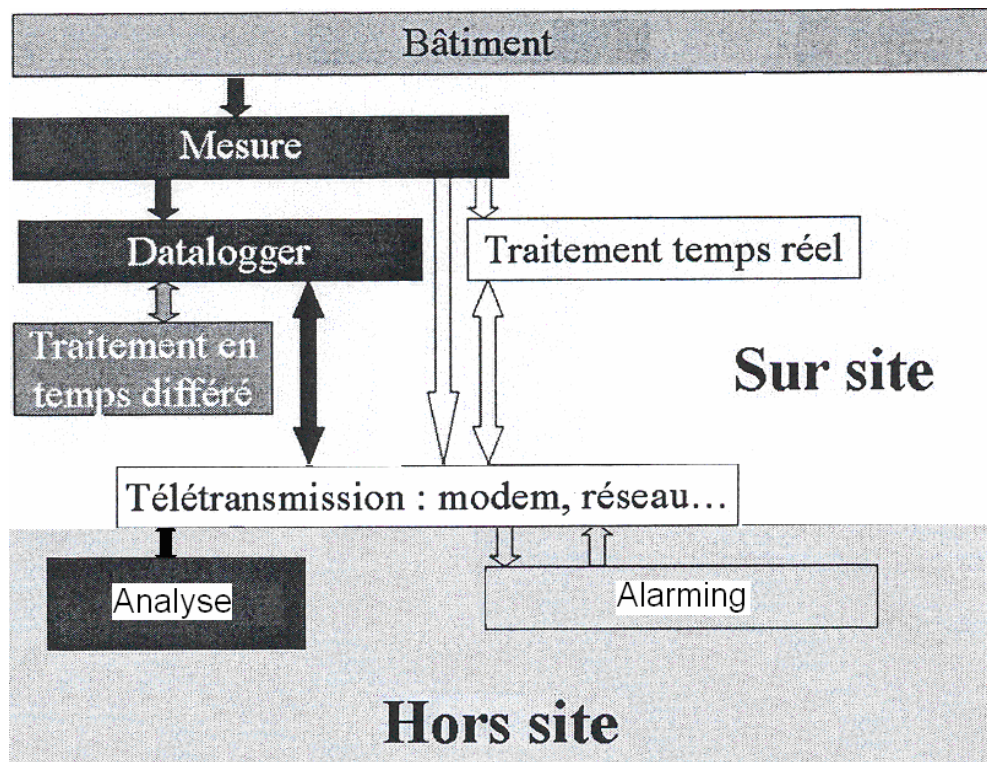 Bâtiment
Mesure
Datalogger
Traitement temps réel
Traitement en
temps différé
Sur site
Télétransmission : modem, réseau…
Analyse
Alarming
Hors site